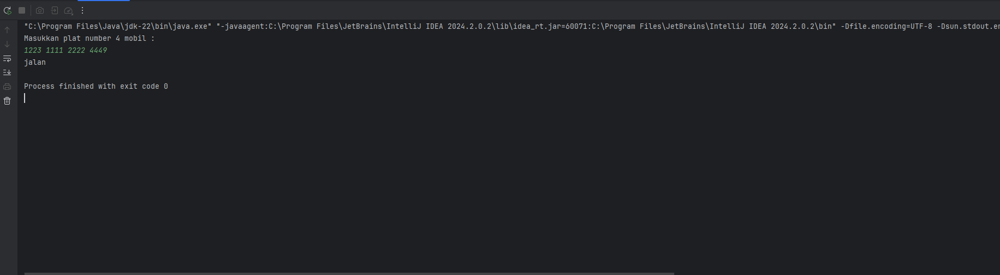 "C:\Program Files\Java\jdk-22\bin\java.exe" "-javaagent:C:\Program Files\JetBrains\IntelliJ IDEA 2024.2.0.2\lib\idea_rt.jar=60071:C:\Program Files\JetBrains\IntelliJ IDEA 2024.2.0.2\bin" -Dfile.encoding=UTF-8 -Dsun.stdout.en
Masukkan plat number 4 mobil :
1223 1111 2222 4449
jalan
Process finished with exit code 0